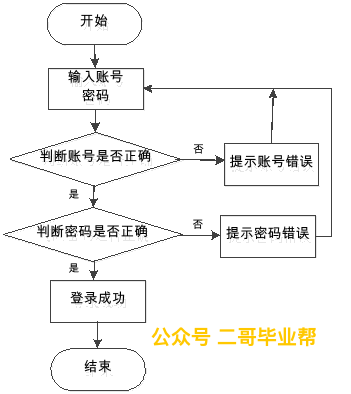 开始
输入账号
密码
判断账号是否正确
否
提示账号错误
是
判断密码是否正确
否
提示密码错误
是
登录成功
公众号 二哥毕业帮
结束